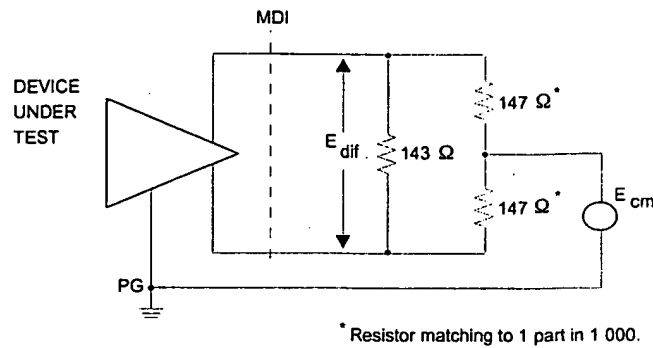 MDI
DEVICE
UNDER
TEST
E dif.
143 Ω
147 Ω*
147 Ω*
E cm
PG
* Resistor matching to 1 part in 1 000.